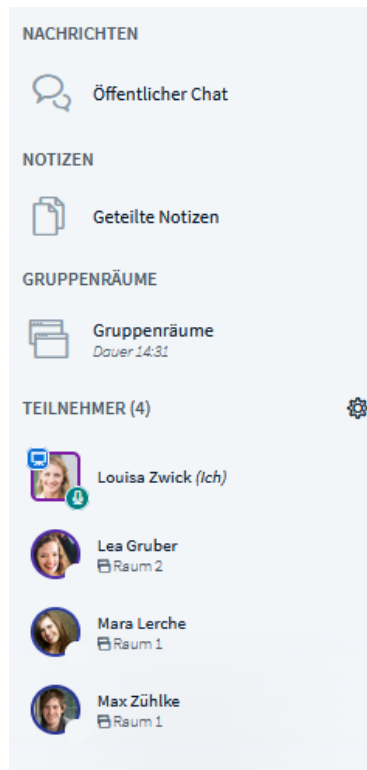 NACHRICHTEN
Öffentlicher Chat
NOTIZEN
Geteilte Notizen
GRUPPENRÄUME
Gruppenräume
Dauer 14:31
TEILNEHMER (4)
Louisa Zwick (Ich)
Lea Gruber
Raum 2
Mara Lerche
Raum 1
Max Zühlke
Raum 1